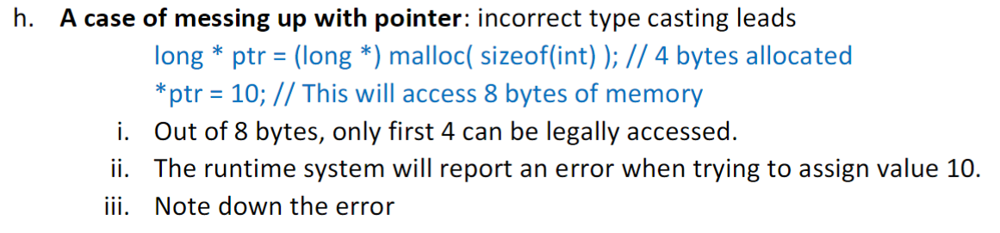 h. A case of messing up with pointer: incorrect type casting leads
long * ptr = (long *) malloc( sizeof(int) ); // 4 bytes allocated
*ptr = 10; // This will access 8 bytes of memory
i. Out of 8 bytes, only first 4 can be legally accessed.
ii. The runtime system will report an error when trying to assign value 10.
iii. Note down the error